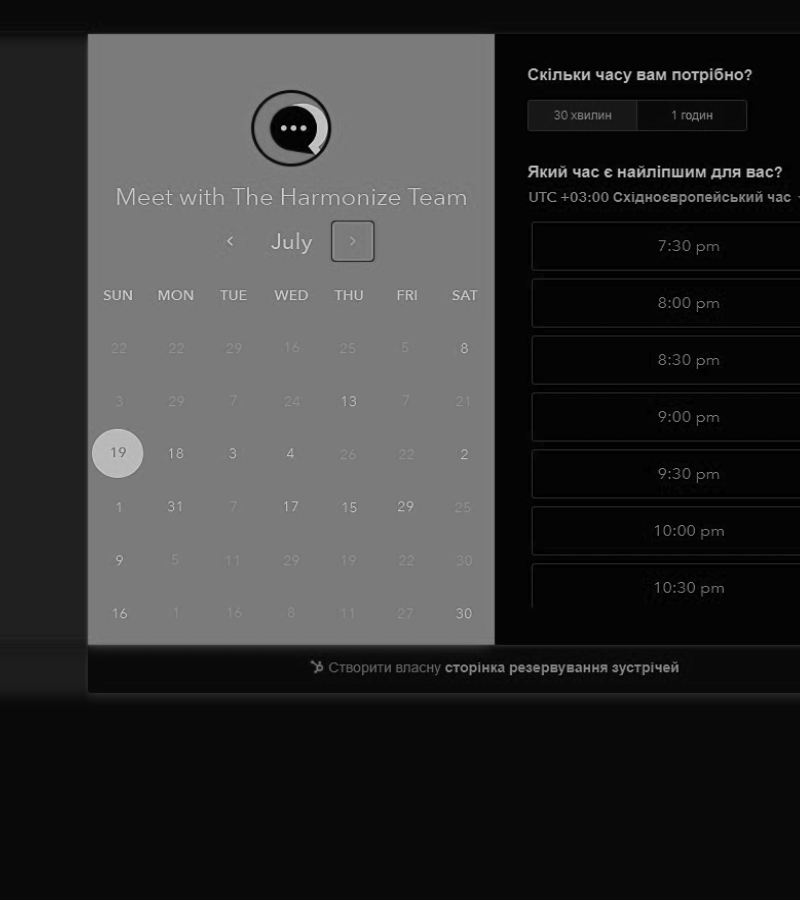 Meet with The Harmonize Team
July
SUN MON TUE WED THU FRI SAT
22 22 29 16 25 5 8
3 29 7 24 13 7 21
19 18 3 4 26 22 2
1 31 7 17 15 29 25
9 5 11 29 19 22 30
16 1 16 8 11 27 30
Скільки часу вам потрібно?
30 хвилин 1 годин
Який час є найліпшим для вас?
UTC +03:00 Східноєвропейський час
7:30 pm
8:00 pm
8:30 pm
9:00 pm
9:30 pm
10:00 pm
10:30 pm
Створити власну сторінка резервування зустрічей